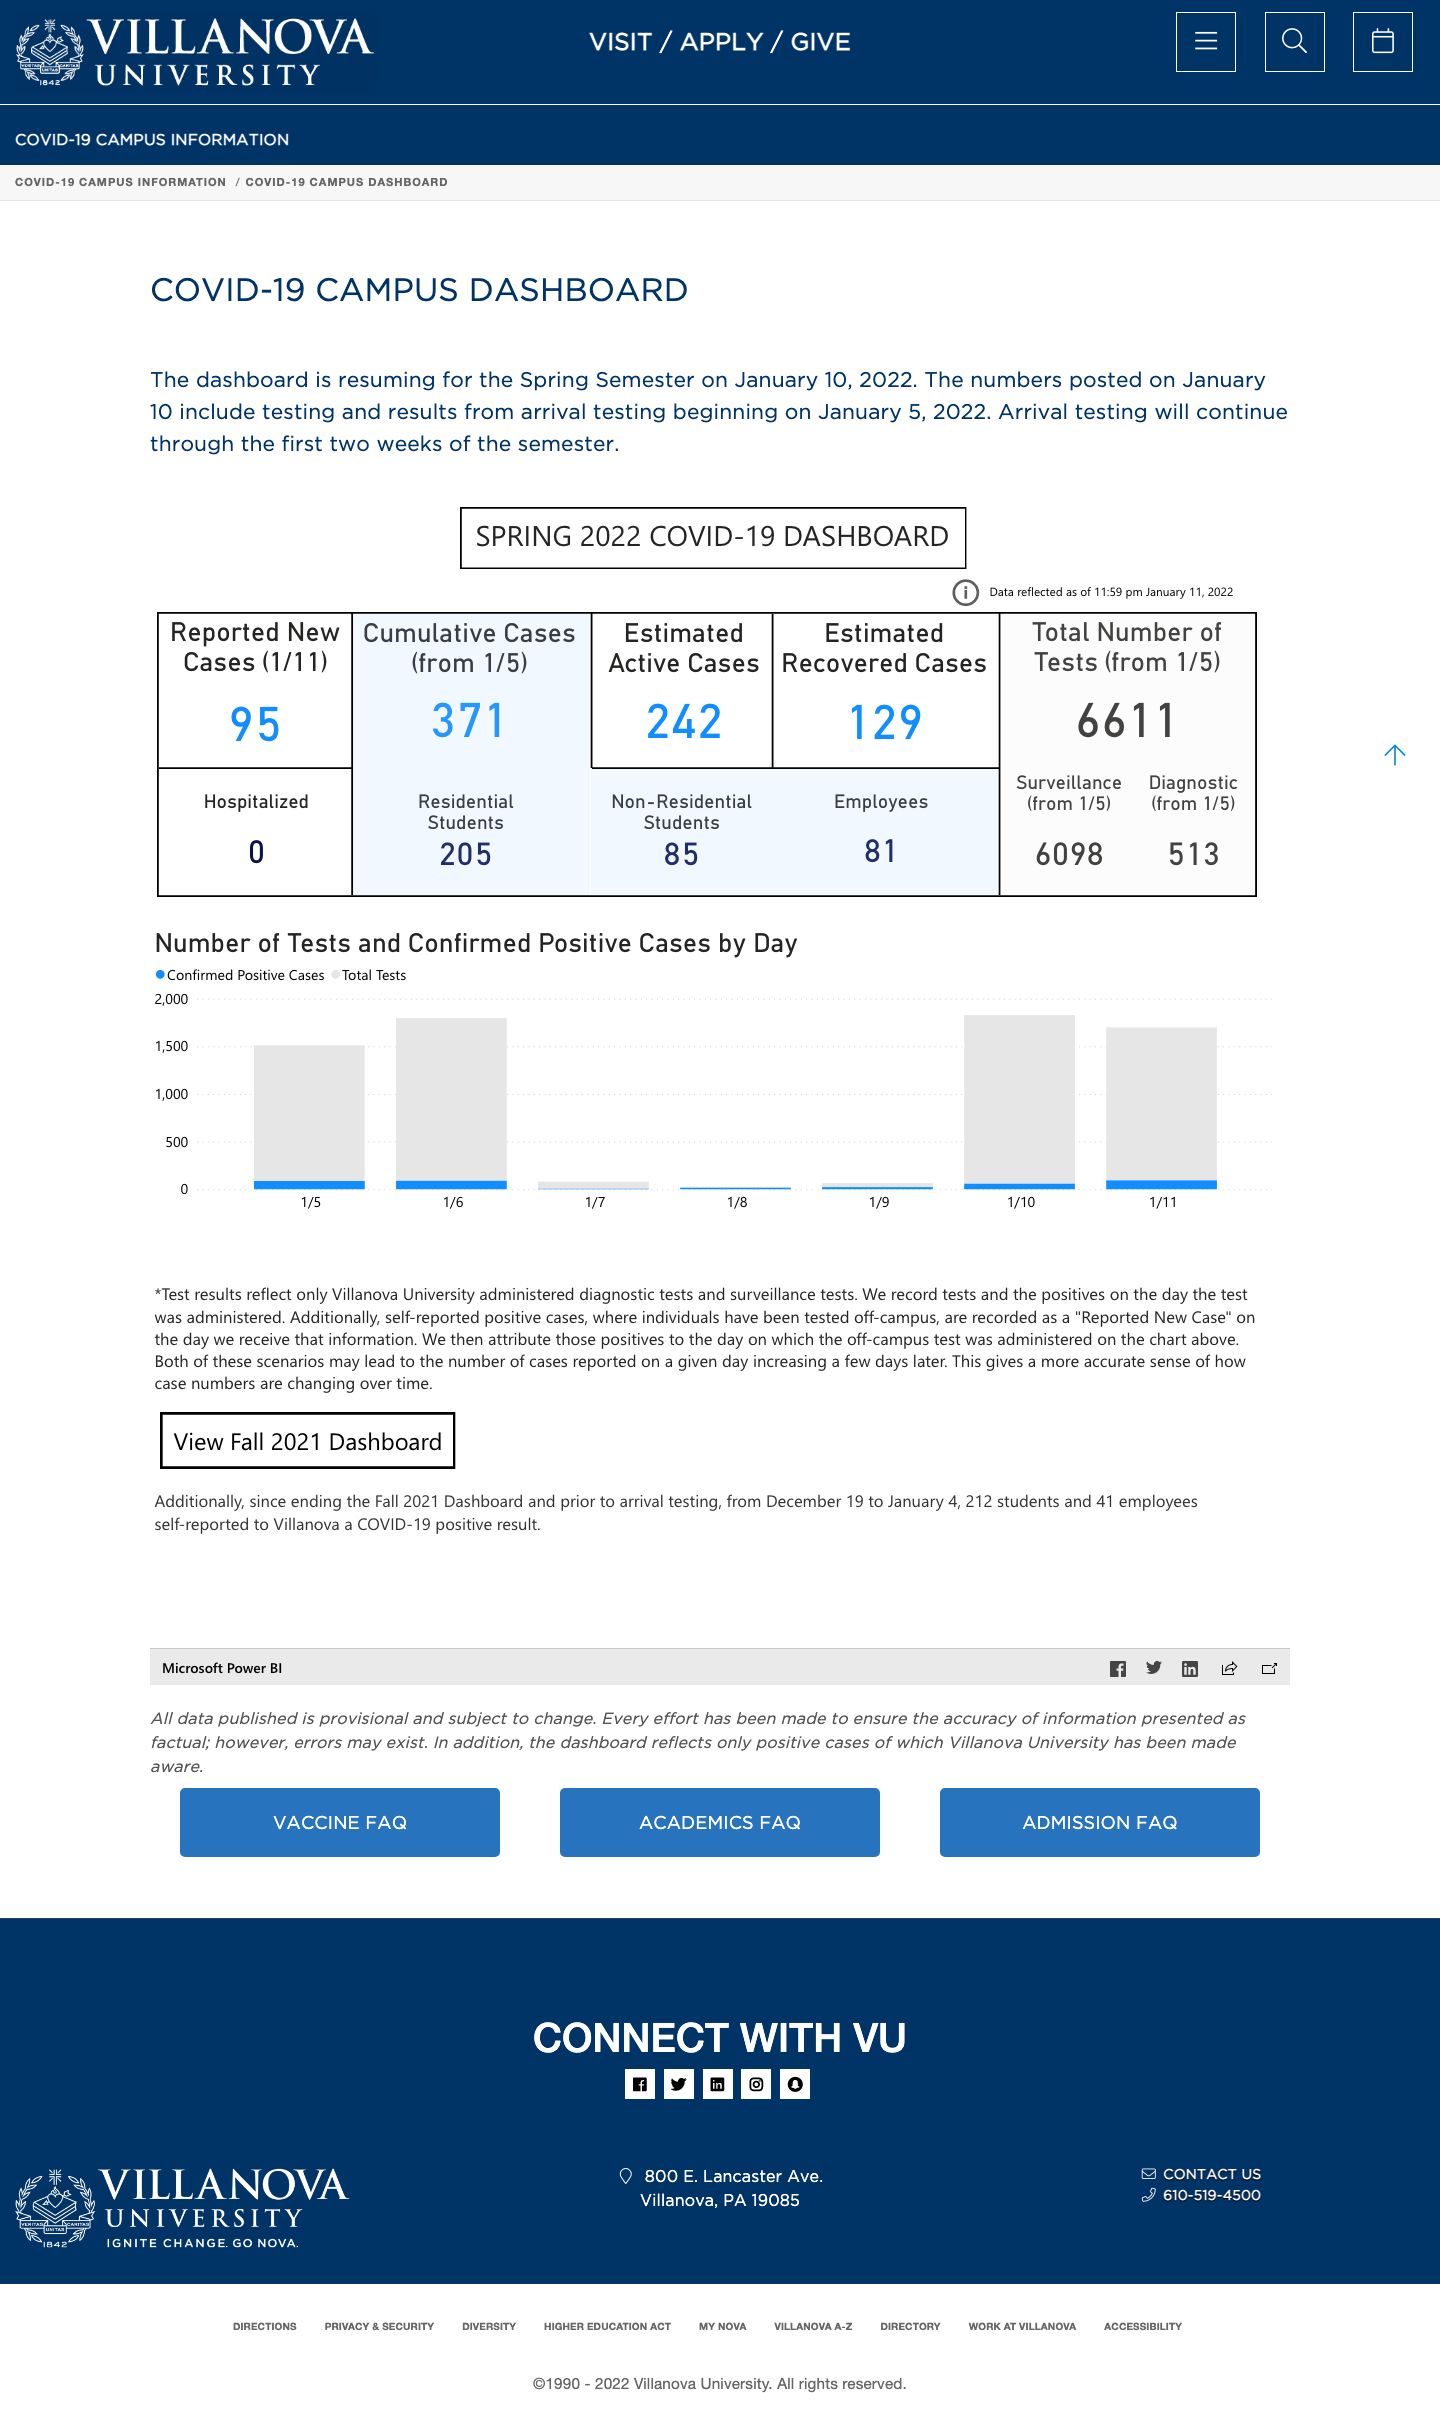 VILLANOVA
UNIVERSITY
1842
VISIT / APPLY / GIVE
COVID-19 CAMPUS INFORMATION
COVID-19 CAMPUS INFORMATION / COVID-19 CAMPUS DASHBOARD
COVID-19 CAMPUS DASHBOARD
The dashboard is resuming for the Spring Semester on January 10, 2022. The numbers posted on January
10 include testing and results from arrival testing beginning on January 5, 2022. Arrival testing will continue
through the first two weeks of the semester.
SPRING 2022 COVID-19 DASHBOARD
Data reflected as of 11:59 pm January 11, 2022
Reported New
Cases (1/11)
95
Cumulative Cases
(from 1/5)
371
Estimated
Active Cases
242
Estimated
Recovered Cases
129
Total Number of
Tests (from 1/5)
6611
Hospitalized
0
Residential
Students
205
Non-Residential
Students
85
Employees
81
Surveillance
(from 1/5)
6098
Diagnostic
(from 1/5)
513
Number of Tests and Confirmed Positive Cases by Day
Confirmed Positive Cases Total Tests
2,000
1,500
1,000
500
0
1/5 1/6 1/7 1/8 1/9 1/10 1/11
*Test results reflect only Villanova University administered diagnostic tests and surveillance tests. We record tests and the positives on the day the test
was administered. Additionally, self-reported positive cases, where individuals have been tested off-campus, are recorded as a "Reported New Case" on
the day we receive that information. We then attribute those positives to the day on which the off-campus test was administered on the chart above.
Both of these scenarios may lead to the number of cases reported on a given day increasing a few days later. This gives a more accurate sense of how
case numbers are changing over time.
View Fall 2021 Dashboard
Additionally, since ending the Fall 2021 Dashboard and prior to arrival testing, from December 19 to January 4, 212 students and 41 employees
self-reported to Villanova a COVID-19 positive result.
Microsoft Power BI
All data published is provisional and subject to change. Every effort has been made to ensure the accuracy of information presented as
factual; however, errors may exist. In addition, the dashboard reflects only positive cases of which Villanova University has been made
aware.
VACCINE FAQ
ACADEMICS FAQ
ADMISSION FAQ
CONNECT WITH VU
VILLANOVA
UNIVERSITY
IGNITE CHANGE. GO NOVA.
1842
800 E. Lancaster Ave.
Villanova, PA 19085
CONTACT US
610-519-4500
DIRECTIONS PRIVACY & SECURITY DIVERSITY HIGHER EDUCATION ACT MY NOVA VILLANOVA A-Z DIRECTORY WORK AT VILLANOVA ACCESSIBILITY
©1990 - 2022 Villanova University. All rights reserved.